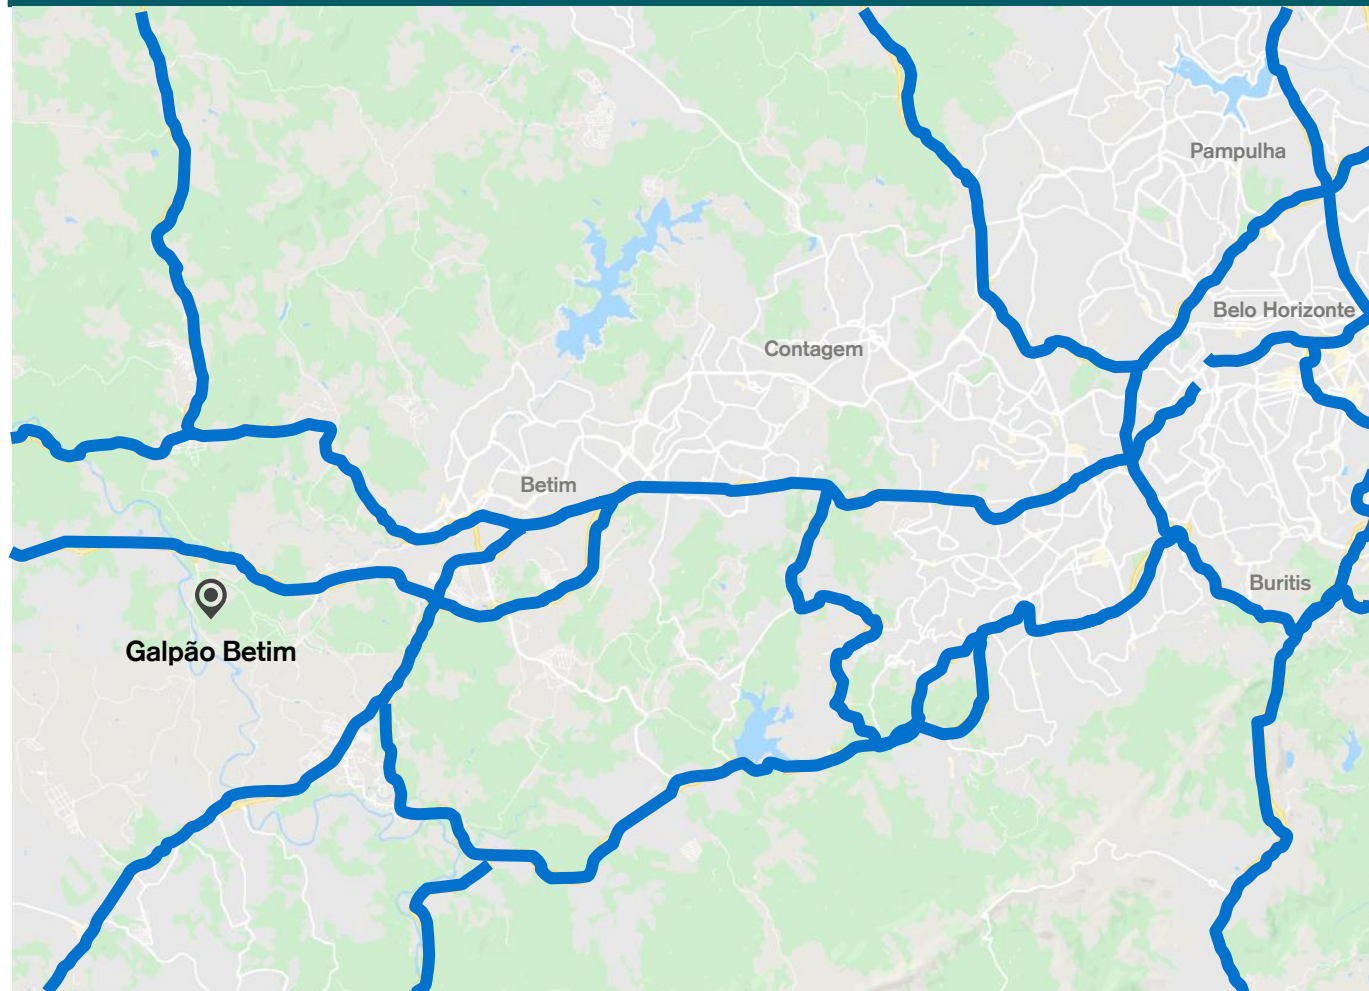 Pampulha
Belo Horizonte
Contagem
Betim
Buritis
Galpão Betim